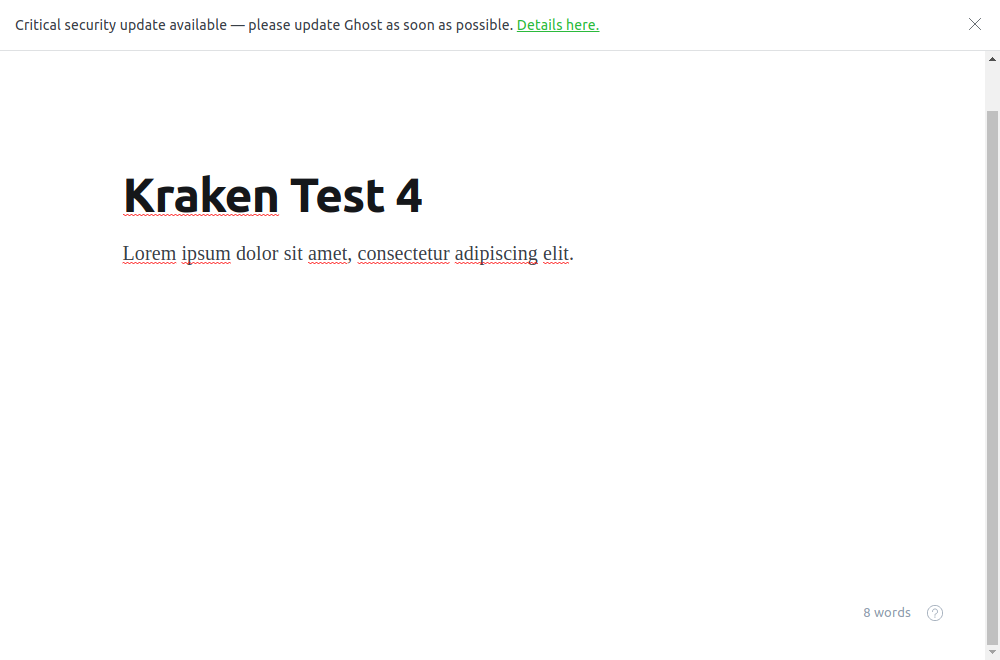 Critical security update available — please update Ghost as soon as possible. Details here.
Kraken Test 4
Lorem ipsum dolor sit amet, consectetur adipiscing elit.
8 words